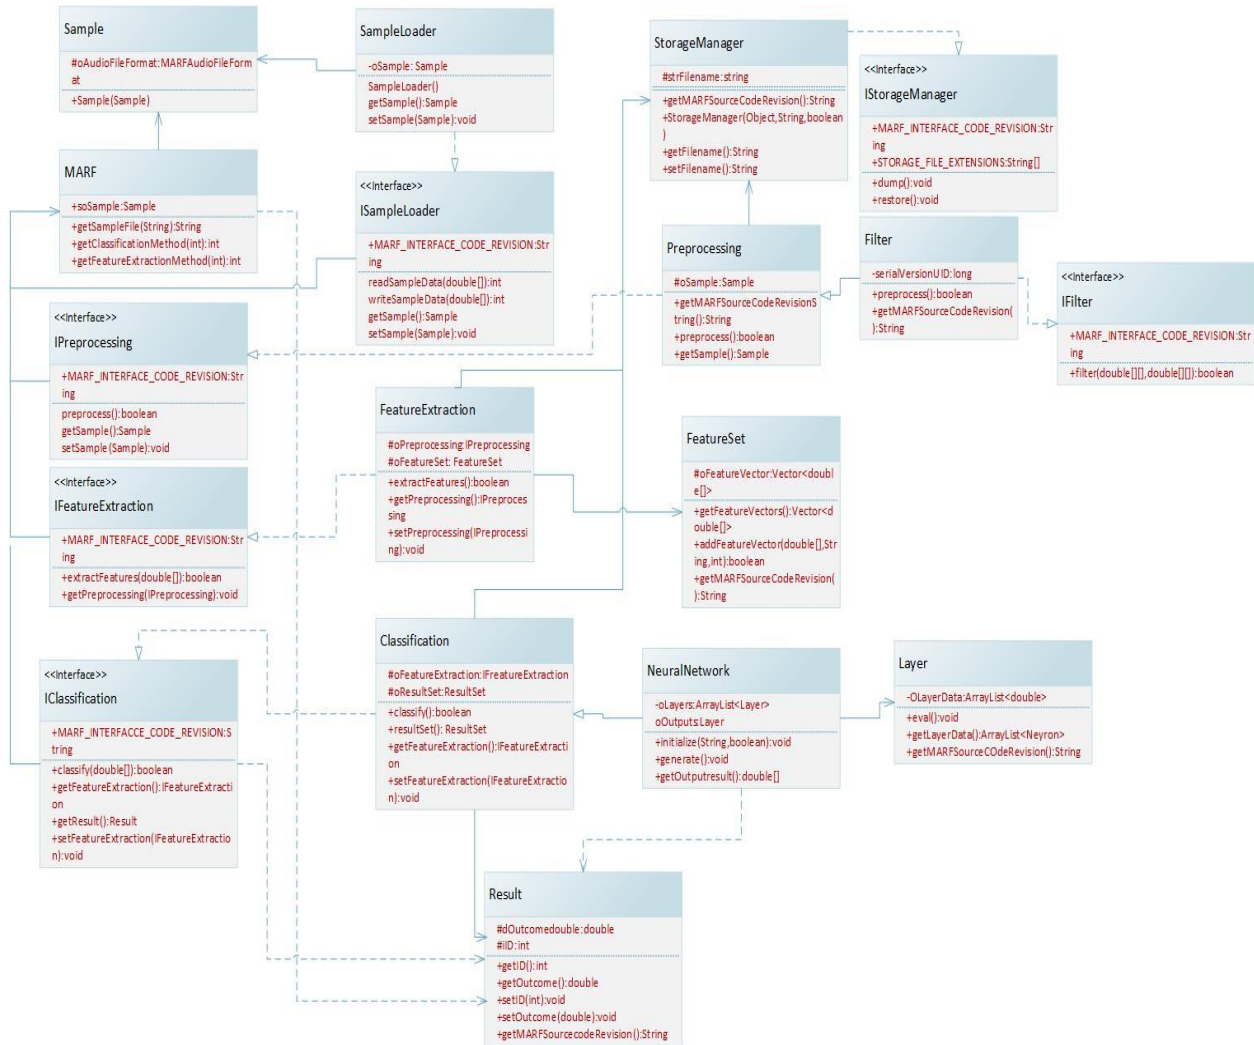 Sample
#oAudioFileFormat:MARFAudioFileFor
mat
+Sample(Sample)
SampleLoader
-oSample: Sample
SampleLoader()
getSample():Sample
setSample(Sample):void
StorageManager
#strFilename:string
+getMARFSourceCodeRevision():String
+StorageManager(Object,String,boolean
)
+getFilename():String
+setFilename():String
<<Interface>>
IStorageManager
+MARF_INTERFACE_CODE_REVISION:Str
ing
+STORAGE_FILE_EXTENSIONS:String[]
+dump():void
+restore():void
MARF
+soSample:Sample
+getSampleFile(String):String
+getClassificationMethod(int):int
+getFeatureExtractionMethod(int):int
<<Interface>>
ISampleLoader
+MARF_INTERFACE_CODE_REVISION:Str
ing
readSampleData(double[]):int
writeSampleData(double[]):int
getSample():Sample
setSample(Sample):void
Preprocessing
#oSample:Sample
+getMARFSourceCodeRevisionS
tring():String
+preprocess():boolean
+getSample():Sample
Filter
-serialVersionUID:long
+preprocess():boolean
+getMARFSourceCodeRevision(
):String
<<Interface>>
IFilter
+MARF_INTERFACE_CODE_REVISION:Str
ing
+filter(double[][],double[][]):boolean
<<Interface>>
IPreprocessing
+MARF_INTERFACE_CODE_REVISION:Str
ing
preprocess():boolean
getSample():Sample
setSample(Sample):void
FeatureExtraction
#oPreprocessing:IPreprocessing
#oFeatureSet: FeatureSet
+extractFeatures():boolean
+getPreprocessing():IPreproces
sing
+setPreprocessing(IPreprocessi
ng):void
FeatureSet
#oFeatureVector:Vector<doubl
e[]>
+getFeatureVectors():Vector<d
ouble[]>
+addFeatureVector(double[],Str
ing,int):boolean
+getMARFSourceCodeRevision(
):String
<<Interface>>
IFeatureExtraction
+MARF_INTERFACE_CODE_REVISION:Str
ing
+extractFeatures(double[]):boolean
+getPreprocessing(IPreprocessing):void
<<Interface>>
IClassification
+MARF_INTERFACCE_CODE_REVISION:S
tring
+classify(double[]):boolean
+getFeatureExtraction():IFeatureExtracti
on
+getResult():Result
+setFeatureExtraction(IFeatureExtractio
n):void
Classification
#oFeatureExtraction:IFreatureExtraction
#oResultSet:ResultSet
+classify():boolean
+resultSet(): ResultSet
+getFeatureExtraction():IFeatureExtracti
on
+setFeatureExtraction(IFeatureExtractio
n):void
NeuralNetwork
-oLayers:ArrayList<Layer>
oOutputs:Layer
+initialize(String,boolean):void
+generate():void
+getOutputresult():double[]
Layer
-OLayerData:ArrayList<double>
+eval():void
+getLayerData():ArrayList<Neyron>
+getMARFSourceCOdeRevision():String
Result
#dOutcomedouble:double
#iID:int
+getID():int
+getOutcome():double
+setID(int):void
+setOutcome(double):void
+getMARFSourcecodeRevision():String